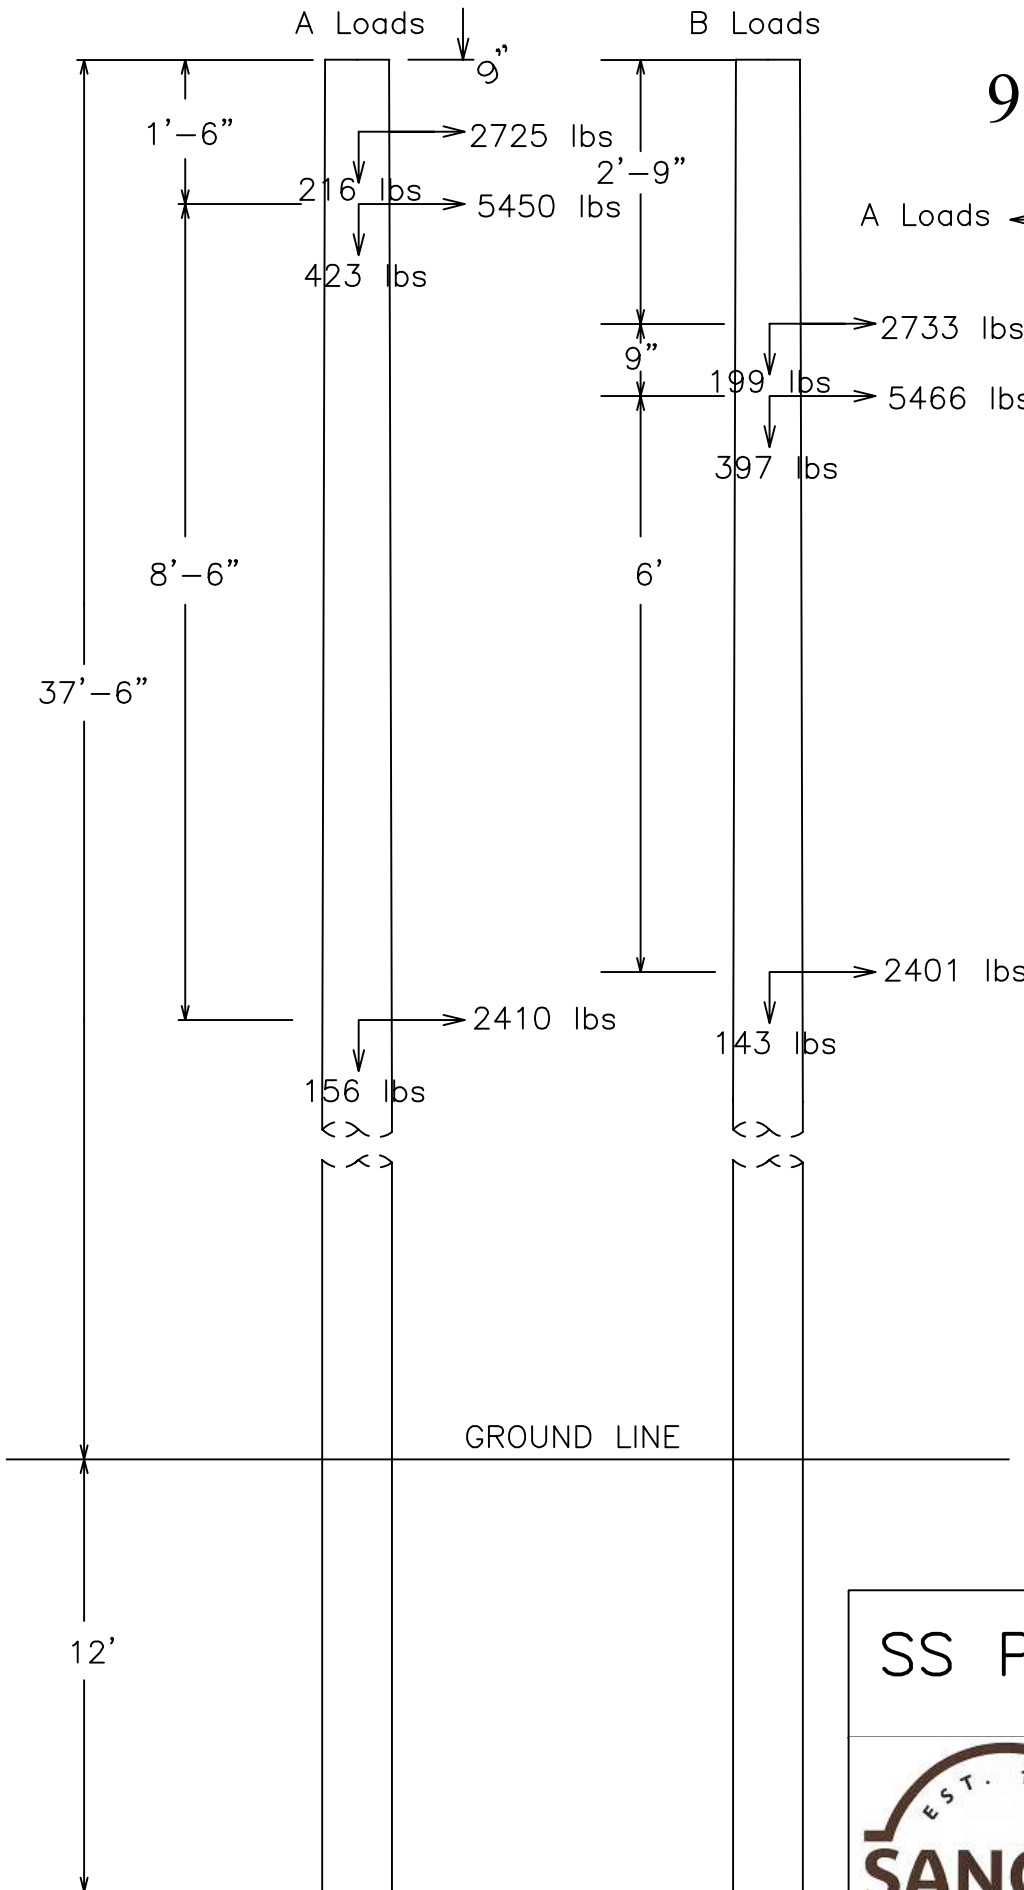 A Loads
B Loads
9"
9
1'-6"
2725 lbs
2'-9"
216 lbs
5450 lbs
A Loads
423 lbs
2733 lbs
9"
199 lbs
5466 lbs
397 lbs
8'-6"
6'
37'-6"
2401 lbs
2410 lbs
143 lbs
156 lbs
GROUND LINE
12'
SS P
EST.
SANG